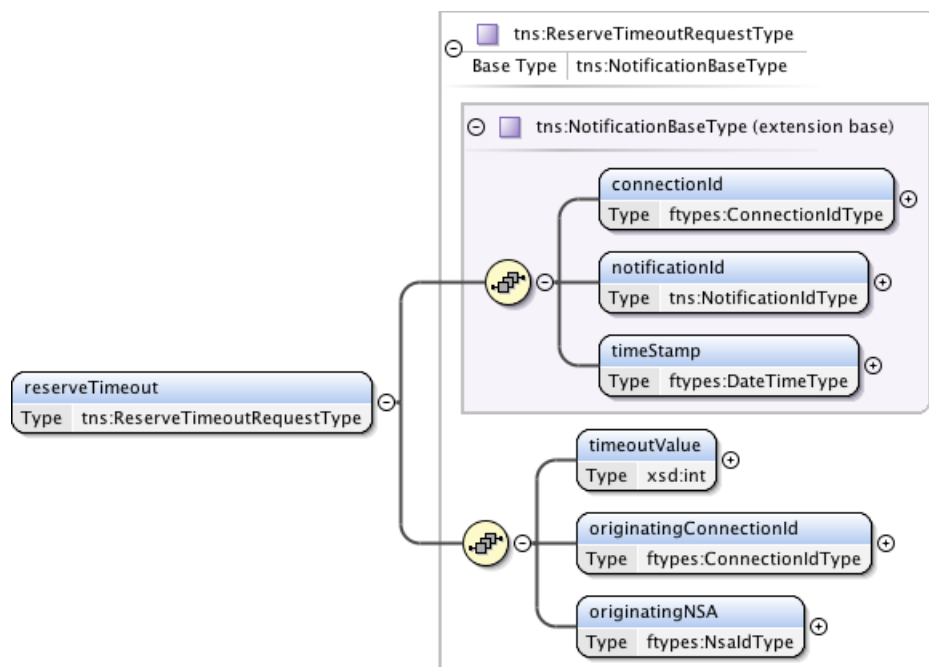 tns:ReserveTimeoutRequestType
Base Type tns:NotificationBaseType
tns:NotificationBaseType (extension base)
connectionId
Type ftypes:ConnectionIdType
notificationId
Type tns:NotificationIdType
timeStamp
Type ftypes:DateTimeType
reserveTimeout
Type tns:ReserveTimeoutRequestType
timeoutValue
Type xsd:int
originatingConnectionId
Type ftypes:ConnectionIdType
originatingNSA
Type ftypes:NsaIdType